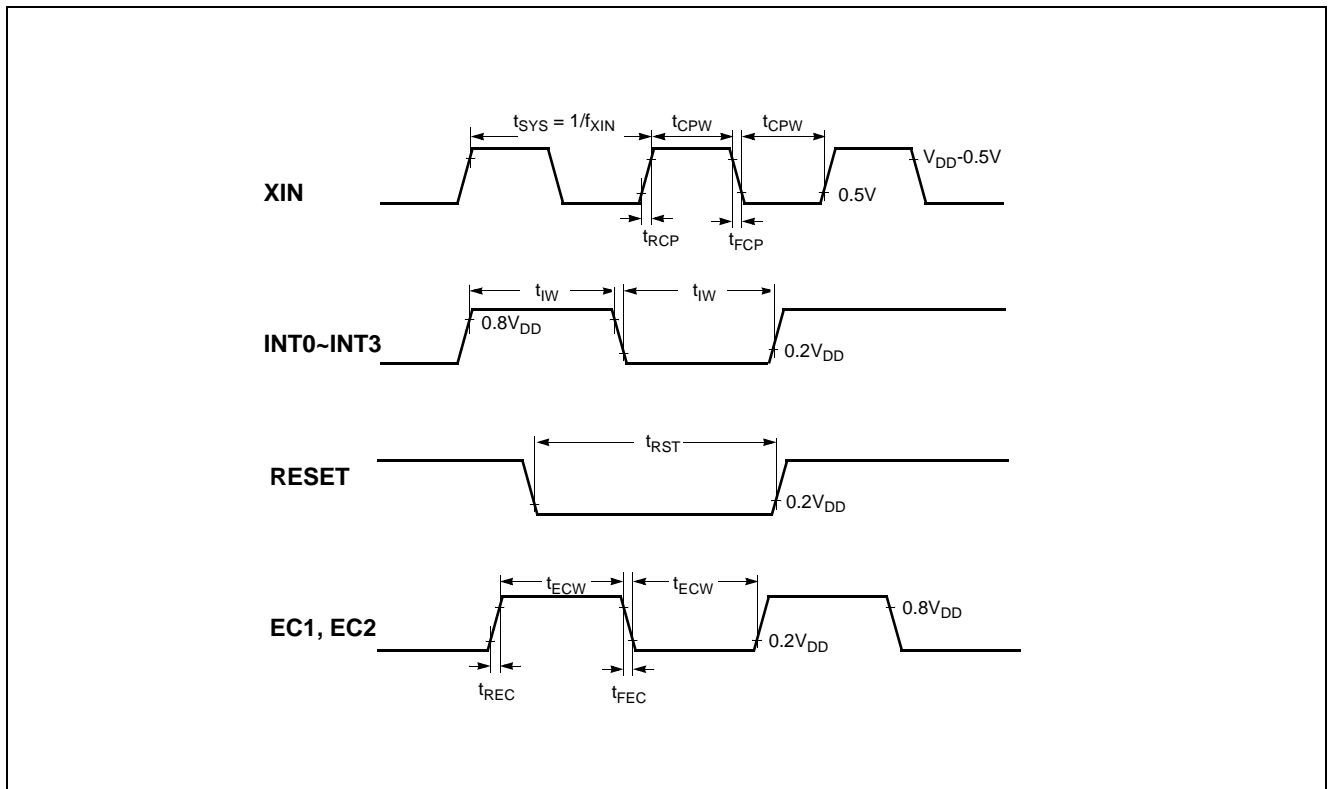 tSYS = 1/fXIN tCPW tCPW
VDD-0.5V
XIN 0.5V
tRCP tFCP
tIW tIW
0.8VDD
INT0~INT3 0.2VDD
tRST
RESET
0.2VDD
tECW tECW
0.8VDD
EC1, EC2
0.2VDD
tREC tFEC